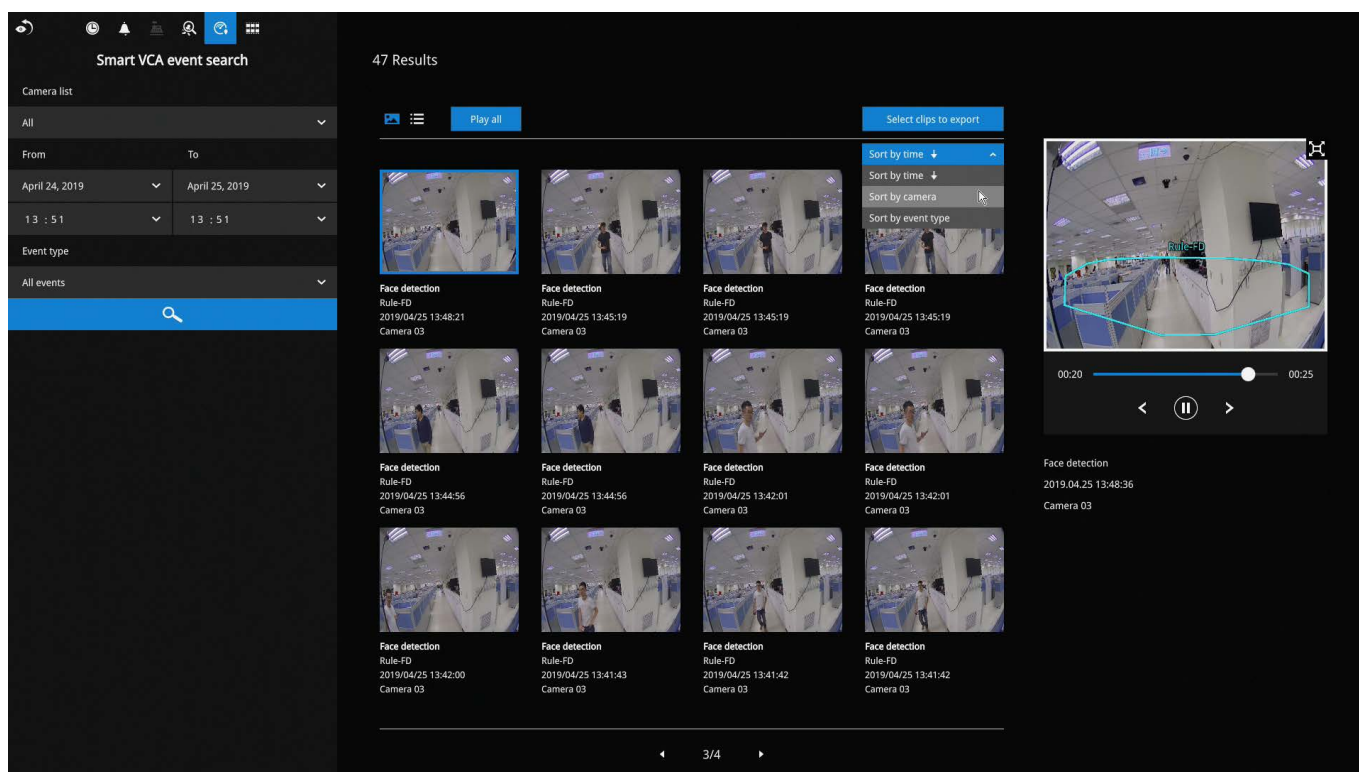 Smart VCA event search
Camera list
All
From To
April 24, 2019 April 25, 2019
13 : 51 13 : 51
Event type
All events
47 Results
Play all
Select clips to export
Sort by time
Sort by time
Sort by camera
Sort by event type
Face detection
Rule-FD
2019/04/25 13:48:21
Camera 03
Face detection
Rule-FD
2019/04/25 13:45:19
Camera 03
Face detection
Rule-FD
2019/04/25 13:45:19
Camera 03
Face detection
Rule-FD
2019/04/25 13:45:19
Camera 03
Face detection
Rule-FD
2019/04/25 13:44:56
Camera 03
Face detection
Rule-FD
2019/04/25 13:44:56
Camera 03
Face detection
Rule-FD
2019/04/25 13:42:01
Camera 03
Face detection
Rule-FD
2019/04/25 13:42:01
Camera 03
Face detection
Rule-FD
2019/04/25 13:42:00
Camera 03
Face detection
Rule-FD
2019/04/25 13:41:43
Camera 03
Face detection
Rule-FD
2019/04/25 13:41:42
Camera 03
Face detection
Rule-FD
2019/04/25 13:41:42
Camera 03
3/4
Rule-FD
00:20 00:25
Face detection
2019.04.25 13:48:36
Camera 03